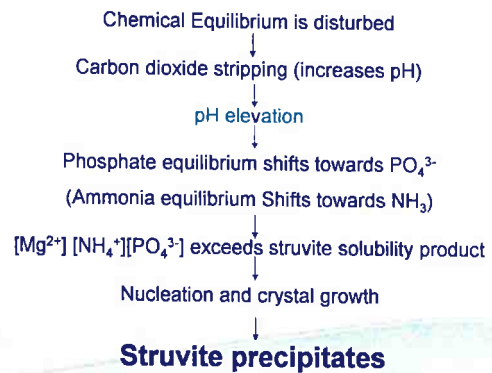 Chemical Equilibrium is disturbed
Carbon dioxide stripping (increases pH)
pH elevation
Phosphate equilibrium shifts towards PO₄³⁻
(Ammonia equilibrium Shifts towards NH₃)
[Mg²⁺] [NH₄⁺][PO₄³⁻] exceeds struvite solubility product
Nucleation and crystal growth
Struvite precipitates